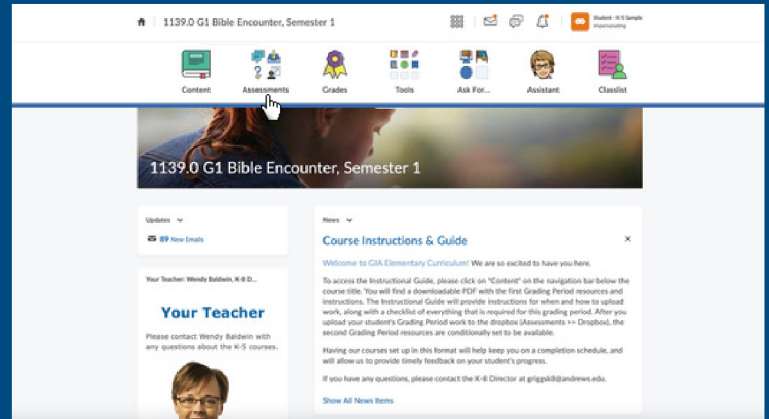 1139.0 G1 Bible Encounter, Semester 1
Student - K-5 Sample
Impersonating
Content
Assessments
Grades
Tools
Ask For...
Assistant
Classlist
1139.0 G1 Bible Encounter, Semester 1
Updates
89 New Emails
Your Teacher: Wendy Baldwin, K-8 D...
Your Teacher
Please contact Wendy Baldwin with
any questions about the K-5 courses.
News
Course Instructions & Guide
Welcome to GIA Elementary Curriculum! We are so excited to have you here.
To access the Instructional Guide, please click on "Content" on the navigation bar below the
course title. You will find a downloadable PDF with the first Grading Period resources and
instructions. The Instructional Guide will provide instructions for when and how to upload
work, along with a checklist of everything that is required for this grading period. After you
upload your student's Grading Period work to the dropbox (Assessments >> Dropbox), the
second Grading Period resources are conditionally set to be available.
Having our courses set up in this format will help keep you on a completion schedule, and
will allow us to provide timely feedback on your student's progress.
If you have any questions, please contact the K-8 Director at griggsk8@andrews.edu.
Show All News Items